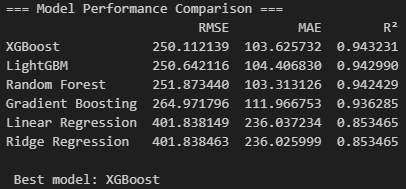 === Model Performance Comparison ===
RMSE MAE R²
XGBoost 250.112139 103.625732 0.943231
LightGBM 250.642116 104.406830 0.942990
Random Forest 251.873440 103.313126 0.942429
Gradient Boosting 264.971796 111.966753 0.936285
Linear Regression 401.838149 236.037234 0.853465
Ridge Regression 401.838463 236.025999 0.853465
Best model: XGBoost